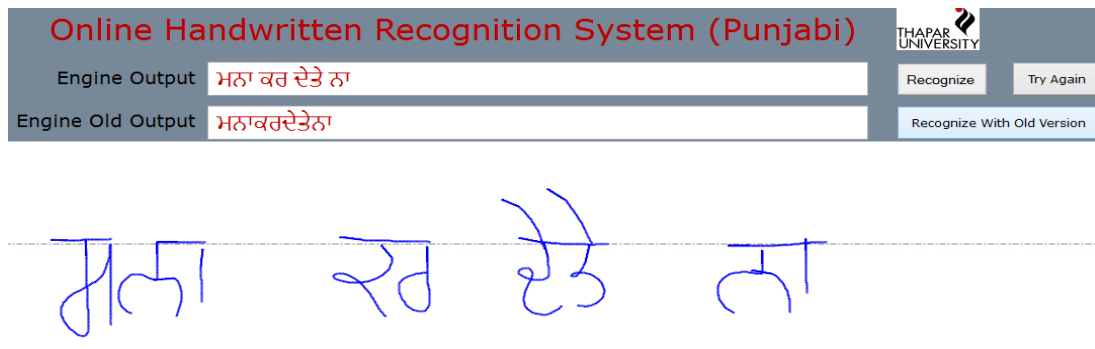 Online Handwritten Recognition System (Punjabi)
THAPAR
UNIVERSITY
Engine Output ਮਨਾ ਕਰ ਦੇਤੇ ਨਾ Recognize Try Again
Engine Old Output ਮਨਾਕਰਦੇਤੇਨਾ Recognize With Old Version
ਮਨਾ ਕਰ ਦੇਤੇ ਨਾ